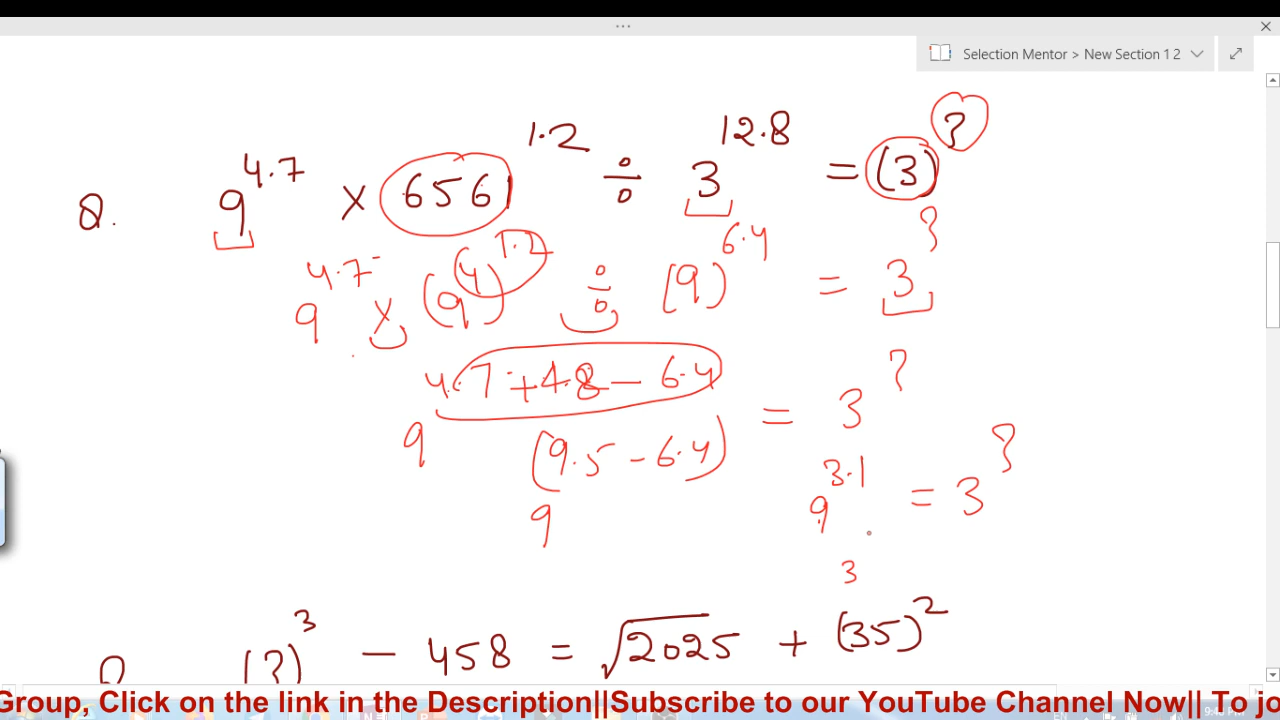 Selection Mentor > New Section 1 2
Q. 9^4.7 × 6561^1.2 ÷ 3^12.8 = (3)^?
9^4.7 × (9^4)^1.2 ÷ (9)^6.4 = 3^?
9^4.7+4.8-6.4 = 3^?
9^(9.5-6.4)
9^3.1 = 3^?
3
Q (?)^3 - 458 = √2025 + (35)^2
Group, Click on the link in the Description||Subscribe to our YouTube Channel Now|| To jo